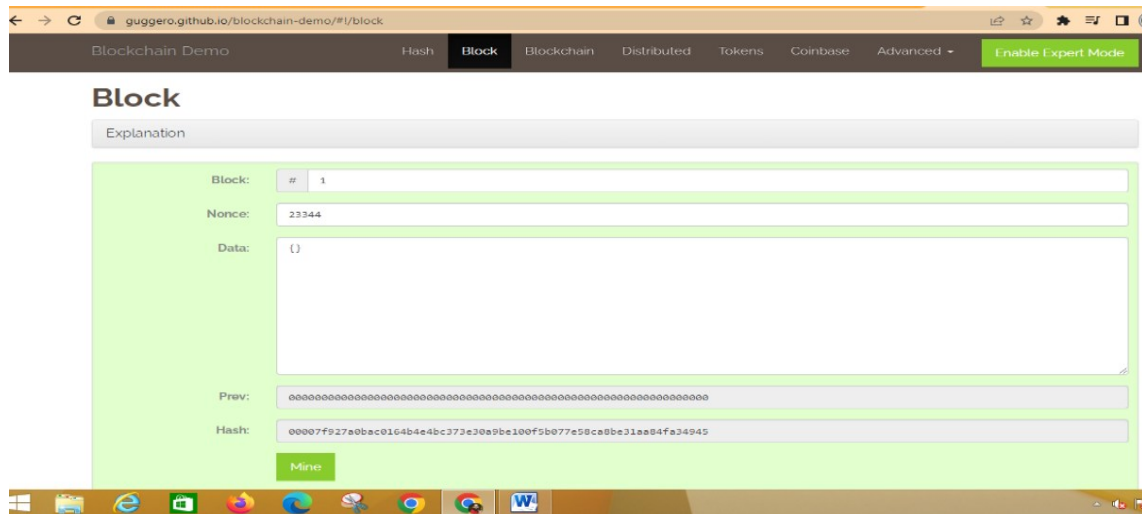 guggero.github.io/blockchain-demo/#!/block
Blockchain Demo Hash Block Blockchain Distributed Tokens Coinbase Advanced Enable Expert Mode
Block
Explanation
Block: # 1
Nonce: 23344
Data: {}
Prev: 0000000000000000000000000000000000000000000000000000000000000000
Hash: 00007f927a0bac0164b4e4bc373e30a9be100f5b077e58ca8be31aa84fa34945
Mine